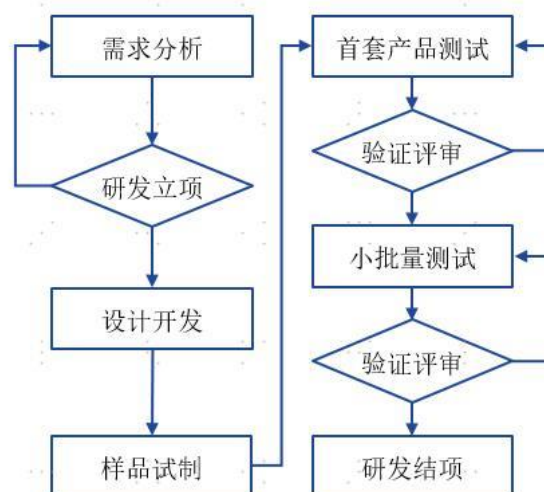 需求分析
研发立项
设计开发
样品试制
首套产品测试
验证评审
小批量测试
验证评审
研发结项